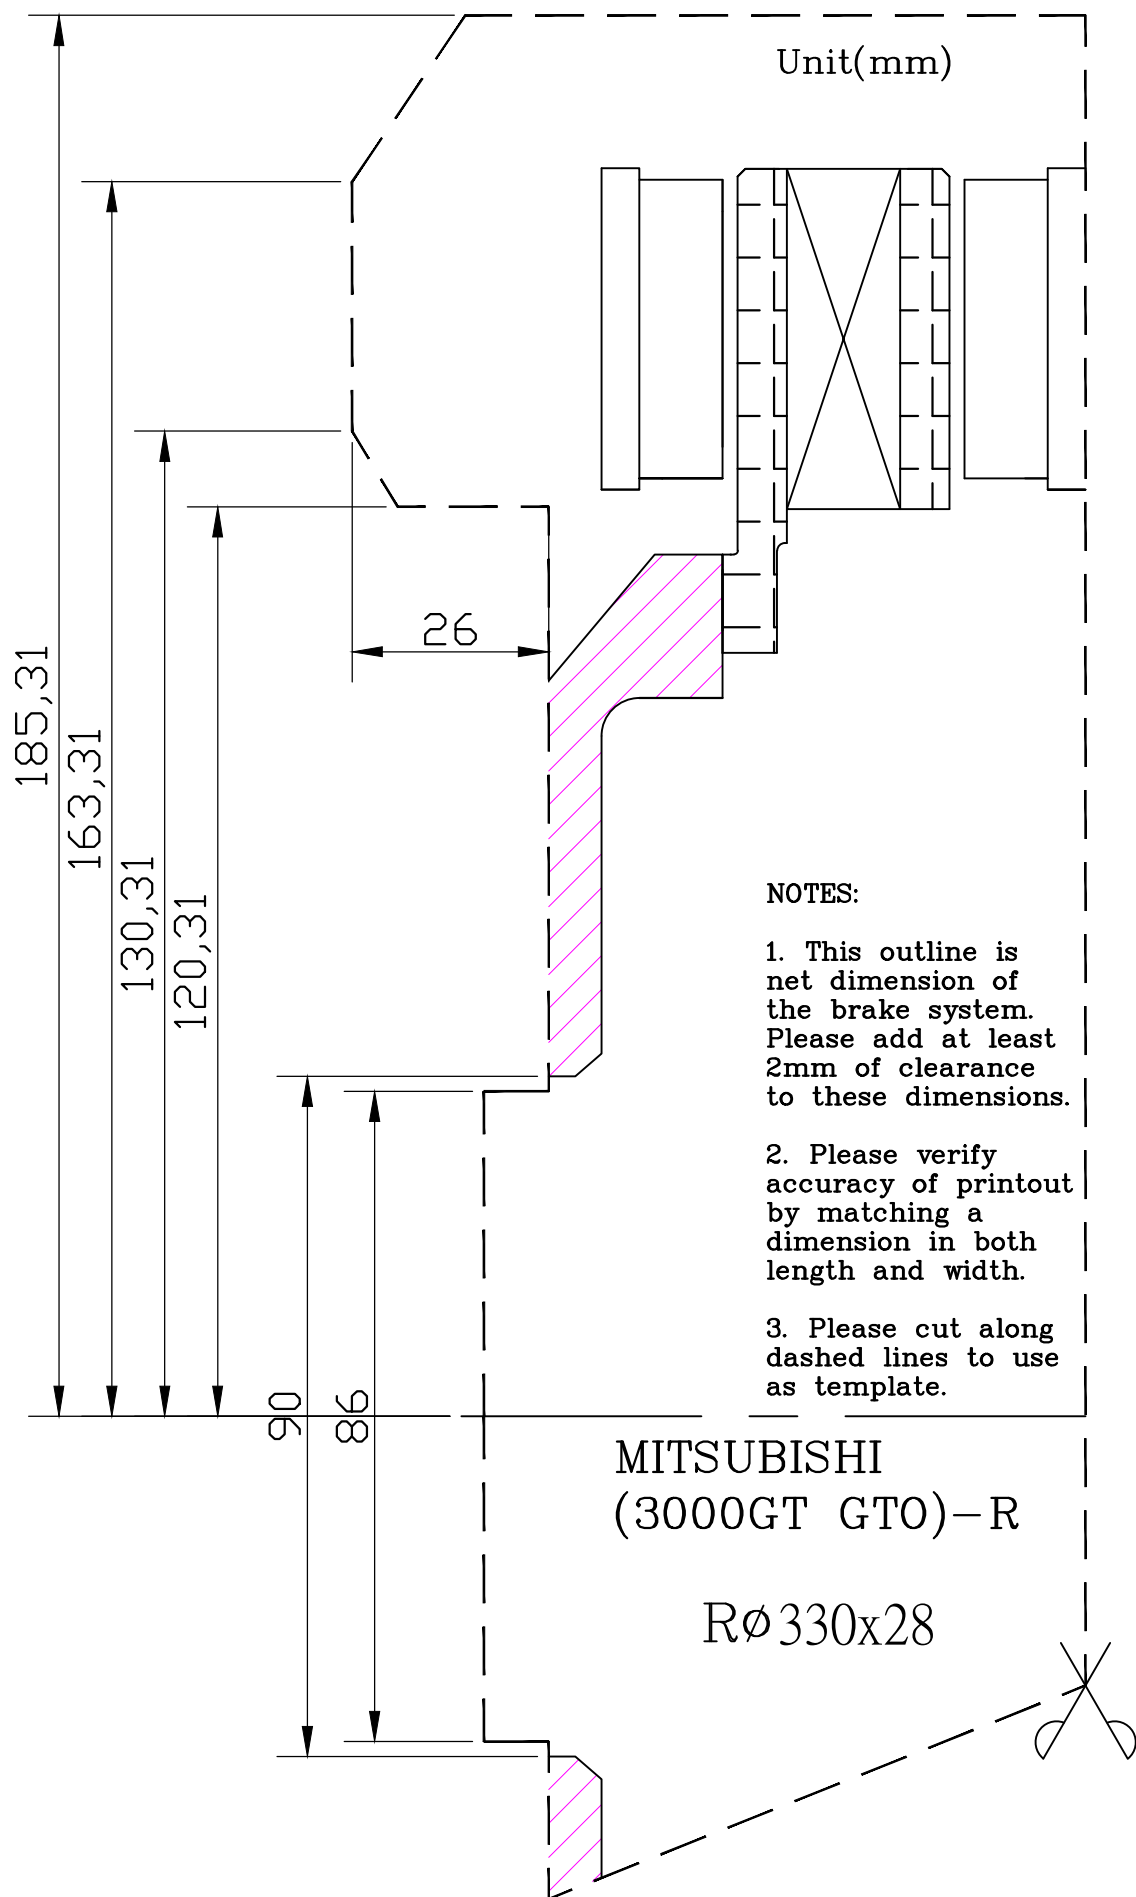 Unit(mm)
26
185,31
163,31
130,31
120,31
NOTES:
1. This outline is
net dimension of
the brake system.
Please add at least
2mm of clearance
to these dimensions.
2. Please verify
accuracy of printout
by matching a
dimension in both
length and width.
3. Please cut along
dashed lines to use
as template.
90
86
MITSUBISHI
(3000GT GTO)-R
RØ330x28